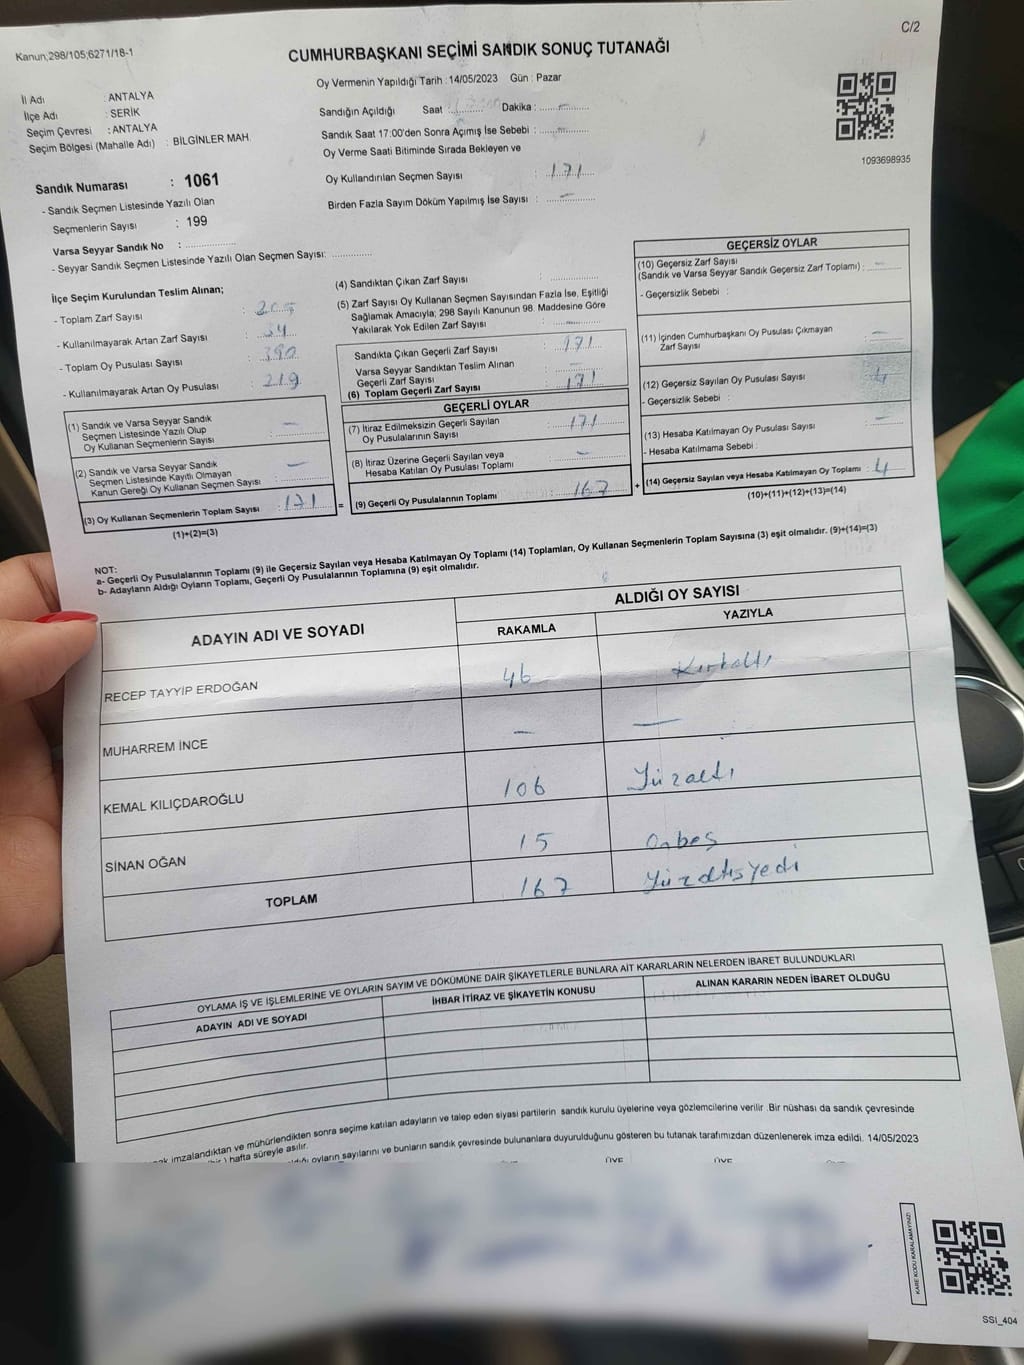 C/2
Kanun;298/105;6271/18-1
CUMHURBAŞKANI SEÇİMİ SANDIK SONUÇ TUTANAĞI
Oy Vermenin Yapıldığı Tarih : 14/05/2023 Gün : Pazar
İl Adı : ANTALYA
İlçe Adı : SERİK
Seçim Çevresi : ANTALYA
Seçim Bölgesi (Mahalle Adı) : BİLGİNLER MAH.
Sandığın Açıldığı Saat Dakika : –
Sandık Saat 17:00'den Sonra Açımış İse Sebebi : –
Oy Verme Saati Bitiminde Sırada Bekleyen ve
Oy Kullandırılan Seçmen Sayısı : 171
Birden Fazla Sayım Döküm Yapılmış İse Sayısı : –
1093698935
Sandık Numarası : 1061
- Sandık Seçmen Listesinde Yazılı Olan
Seçmenlerin Sayısı : 199
Varsa Seyyar Sandık No :
- Seyyar Sandık Seçmen Listesinde Yazılı Olan Seçmen Sayısı:
İlçe Seçim Kurulundan Teslim Alınan;
- Toplam Zarf Sayısı : 205
- Kullanılmayarak Artan Zarf Sayısı : 34
- Toplam Oy Pusulası Sayısı : 390
- Kullanılmayarak Artan Oy Pusulası : 219
(1) Sandık ve Varsa Seyyar Sandık
Seçmen Listesinde Yazılı Olup
Oy Kullanan Seçmenlerin Sayısı : –
(2) Sandık ve Varsa Seyyar Sandık
Seçmen Listesinde Kayıtlı Olmayan
Kanun Gereği Oy Kullanan Seçmen Sayısı : –
(3) Oy Kullanan Seçmenlerin Toplam Sayısı : 171
(1)+(2)=(3)
(4) Sandıktan Çıkan Zarf Sayısı :
(5) Zarf Sayısı Oy Kullanan Seçmen Sayısından Fazla İse, Eşitliği
Sağlamak Amacıyla; 298 Sayılı Kanunun 98. Maddesine Göre
Yakılarak Yok Edilen Zarf Sayısı : –
Sandıkta Çıkan Geçerli Zarf Sayısı : 171
Varsa Seyyar Sandıktan Teslim Alınan
Geçerli Zarf Sayısı : –
(6) Toplam Geçerli Zarf Sayısı : 171
GEÇERLİ OYLAR
(7) İtiraz Edilmeksizin Geçerli Sayılan
Oy Pusulalarının Sayısı : 171
(8) İtiraz Üzerine Geçerli Sayılan veya
Hesaba Katılan Oy Pusulası Toplamı : –
= (9) Geçerli Oy Pusulalarının Toplamı : 167 +
GEÇERSİZ OYLAR
(10) Geçersiz Zarf Sayısı
(Sandık ve Varsa Seyyar Sandık Geçersiz Zarf Toplamı) : –
- Geçersizlik Sebebi :
(11) İçinden Cumhurbaşkanı Oy Pusulası Çıkmayan
Zarf Sayısı : –
(12) Geçersiz Sayılan Oy Pusulası Sayısı : 4
- Geçersizlik Sebebi :
(13) Hesaba Katılmayan Oy Pusulası Sayısı : –
- Hesaba Katılmama Sebebi :
(14) Geçersiz Sayılan veya Hesaba Katılmayan Oy Toplamı : 4
(10)+(11)+(12)+(13)=(14)
NOT:
a- Geçerli Oy Pusulalarının Toplamı (9) ile Geçersiz Sayılan veya Hesaba Katılmayan Oy Toplamı (14) Toplamları, Oy Kullanan Seçmenlerin Toplam Sayısına (3) eşit olmalıdır. (9)+(14)=(3)
b- Adayların Aldığı Oyların Toplamı, Geçerli Oy Pusulalarının Toplamına (9) eşit olmalıdır.
ADAYIN ADI VE SOYADI ALDIĞI OY SAYISI
RAKAMLA YAZIYLA
RECEP TAYYİP ERDOĞAN 46 Kırkaltı
MUHARREM İNCE – –
KEMAL KILIÇDAROĞLU 106 Yüzaltı
SİNAN OĞAN 15 Onbeş
TOPLAM 167 Yüzatmışyedi
OYLAMA İŞ VE İŞLEMLERİNE VE OYLARIN SAYIM VE DÖKÜMÜNE DAİR ŞİKAYETLERLE BUNLARA AİT KARARLARIN NELERDEN İBARET BULUNDUKLARI
ADAYIN ADI VE SOYADI İHBAR İTİRAZ VE ŞİKAYETİN KONUSU ALINAN KARARIN NEDEN İBARET OLDUĞU
imzalandıktan ve mühürlendikten sonra seçime katılan adayların ve talep eden siyasi partilerin sandık kurulu üyelerine veya gözlemcilerine verilir .Bir nüshası da sandık çevresinde
hafta süreyle asılır.
oyların sayılarını ve bunların sandık çevresinde bulunanlara duyurulduğunu gösteren bu tutanak tarafımızdan düzenlenerek imza edildi. 14/05/2023
ÜYE ÜYE
KARE KODU KARALAMAYINIZ!
SSI_404